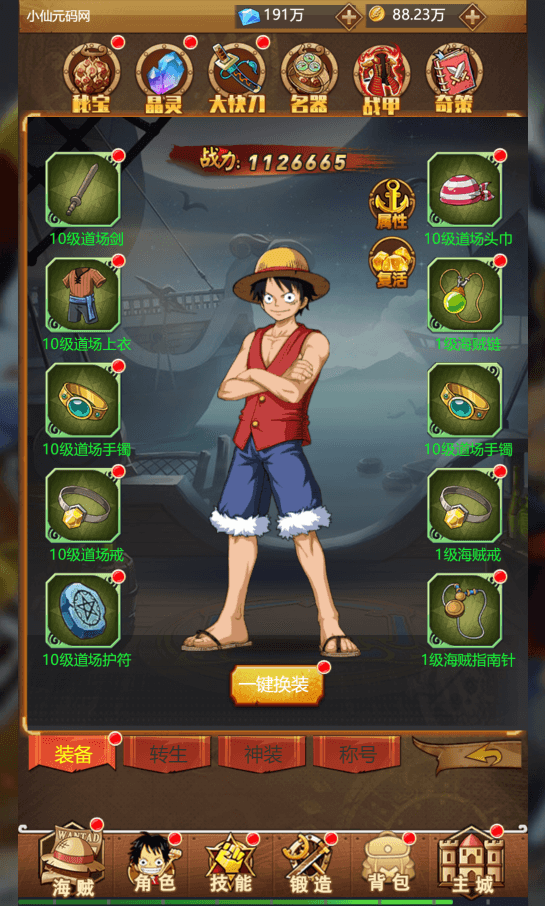 小仙元码网
191万
88.23万
秘宝 晶灵 大快刀 名器 战甲 奇策
战力: 1126665
属性
复活
10级道场剑
10级道场头巾
10级道场上衣
1级海贼链
10级道场手镯
10级道场手镯
10级道场戒
1级海贼戒
10级道场护符
1级海贼指南针
一键换装
装备 转生 神装 称号
WANTAD
海贼 角色 技能 锻造 背包 主城